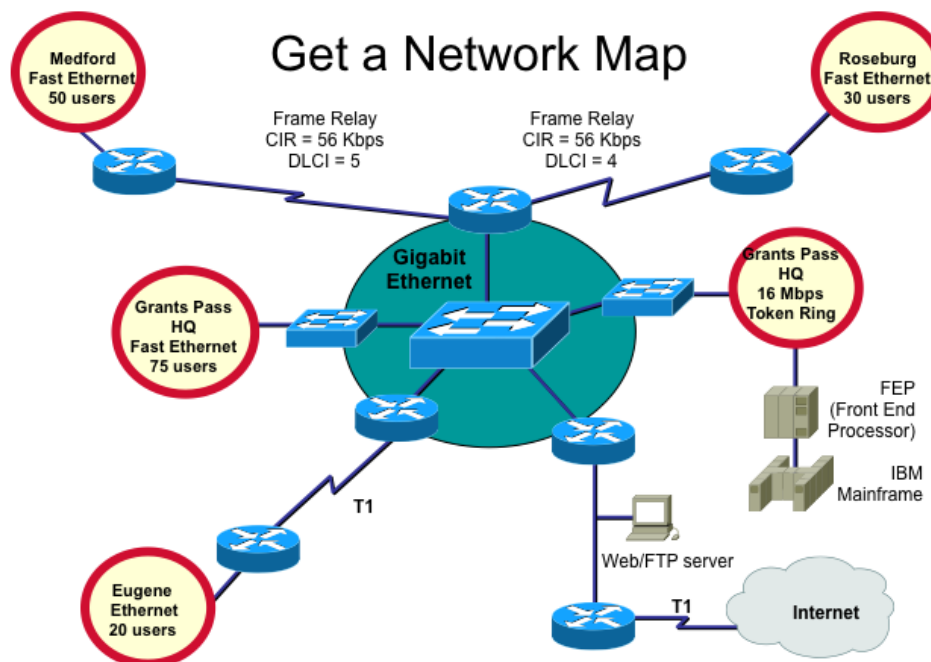 Get a Network Map
Medford
Fast Ethernet
50 users
Roseburg
Fast Ethernet
30 users
Frame Relay
CIR = 56 Kbps
DLCI = 5
Frame Relay
CIR = 56 Kbps
DLCI = 4
Gigabit
Ethernet
Grants Pass
HQ
Fast Ethernet
75 users
Grants Pass
HQ
16 Mbps
Token Ring
FEP
(Front End
Processor)
IBM
Mainframe
T1
Web/FTP server
Eugene
Ethernet
20 users
T1
Internet